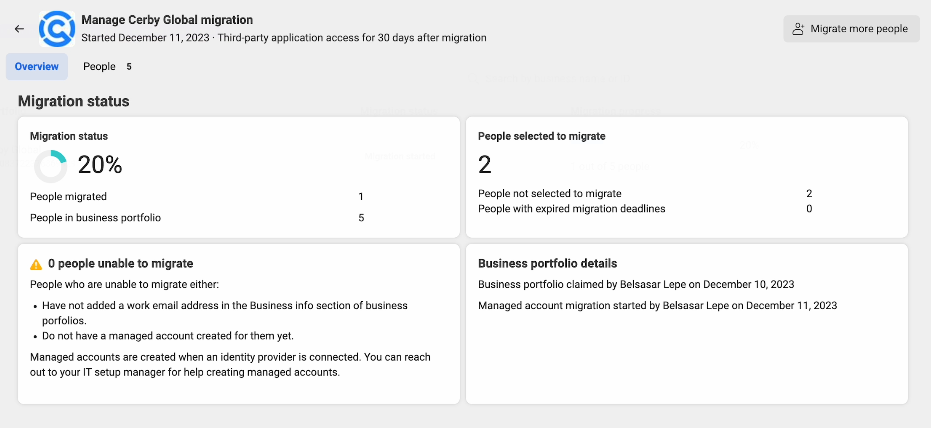 Manage Cerby Global migration
Started December 11, 2023 · Third-party application access for 30 days after migration
Migrate more people
Overview
People 5
Migration status
Migration status
20%
People migrated 1
People in business portfolio 5
People selected to migrate
2
People not selected to migrate 2
People with expired migration deadlines 0
0 people unable to migrate
People who are unable to migrate either:
• Have not added a work email address in the Business info section of business
porfolios.
• Do not have a managed account created for them yet.
Managed accounts are created when an identity provider is connected. You can reach
out to your IT setup manager for help creating managed accounts.
Business portfolio details
Business portfolio claimed by Belsasar Lepe on December 10, 2023
Managed account migration started by Belsasar Lepe on December 11, 2023